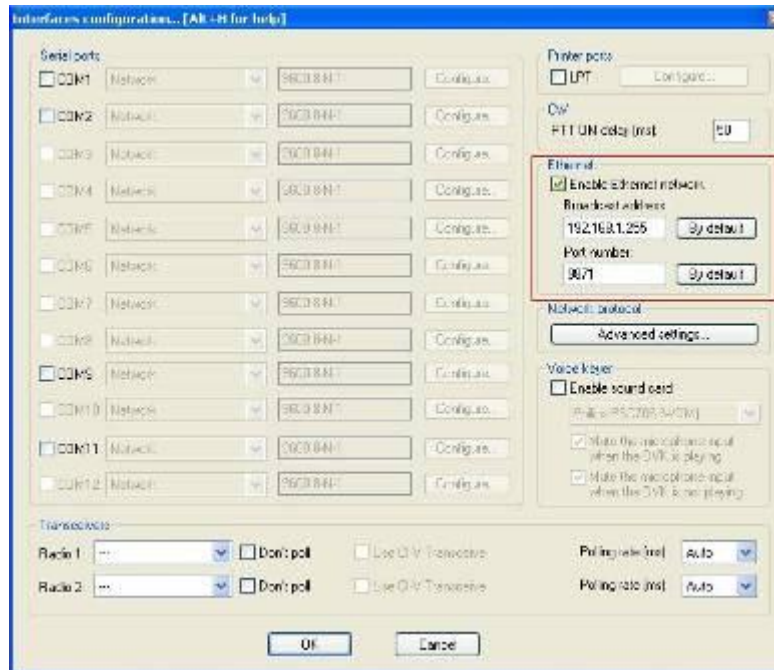 Interfaces configuration... [Alt+H for help]
Serial ports
COM1 Network 9600 8-N-1 Configure...
COM2 Network 9600 8-N-1 Configure...
COM3 Network 9600 8-N-1 Configure...
COM4 Network 9600 8-N-1 Configure...
COM5 Network 9600 8-N-1 Configure...
COM6 Network 9600 8-N-1 Configure...
COM7 Network 9600 8-N-1 Configure...
COM8 Network 9600 8-N-1 Configure...
COM9 Network 9600 8-N-1 Configure...
COM10 Network 9600 8-N-1 Configure...
COM11 Network 9600 8-N-1 Configure...
COM12 Network 9600 8-N-1 Configure...
Printer ports
LPT Configure...
CW
PTT ON delay (ms)
Ethernet
Enable Ethernet network
Broadcast address:
192.168.1.255 By default
Port number:
9871 By default
Network protocol
Advanced settings...
Voice keyer
Enable sound card
Mute the microphone input
when the DVK is playing
Mute the microphone input
when the DVK is not playing
Transceivers
Radio 1 --- Don't poll Use CI-V Transceive Polling rate (ms) Auto
Radio 2 --- Don't poll Use CI-V Transceive Polling rate (ms) Auto
OK Cancel